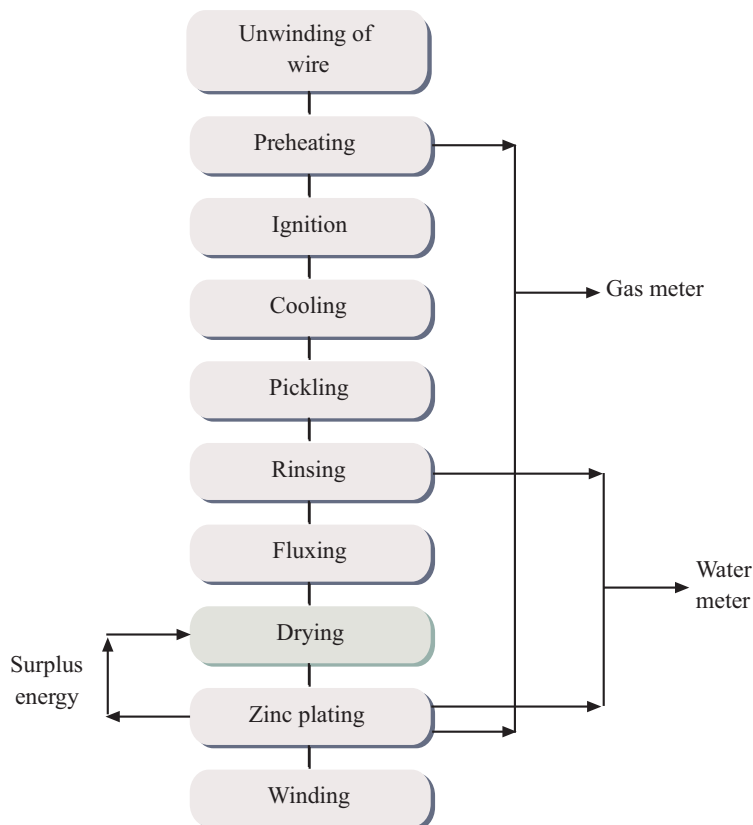 Unwinding of
wire
Preheating
Ignition
Gas meter
Cooling
Pickling
Rinsing
Fluxing
Water
meter
Drying
Surplus
energy
Zinc plating
Winding